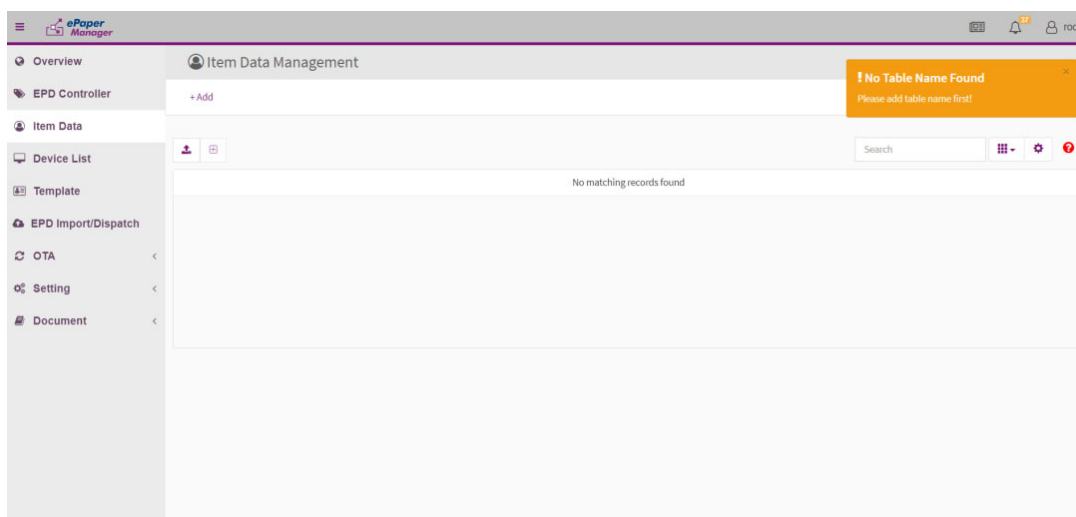 ePaper
Manager
37
Overview
Item Data Management
! No Table Name Found
×
EPD Controller
+ Add
Please add table name first!
Item Data
Device List
Search
No matching records found
Template
EPD Import/Dispatch
OTA
Setting
Document